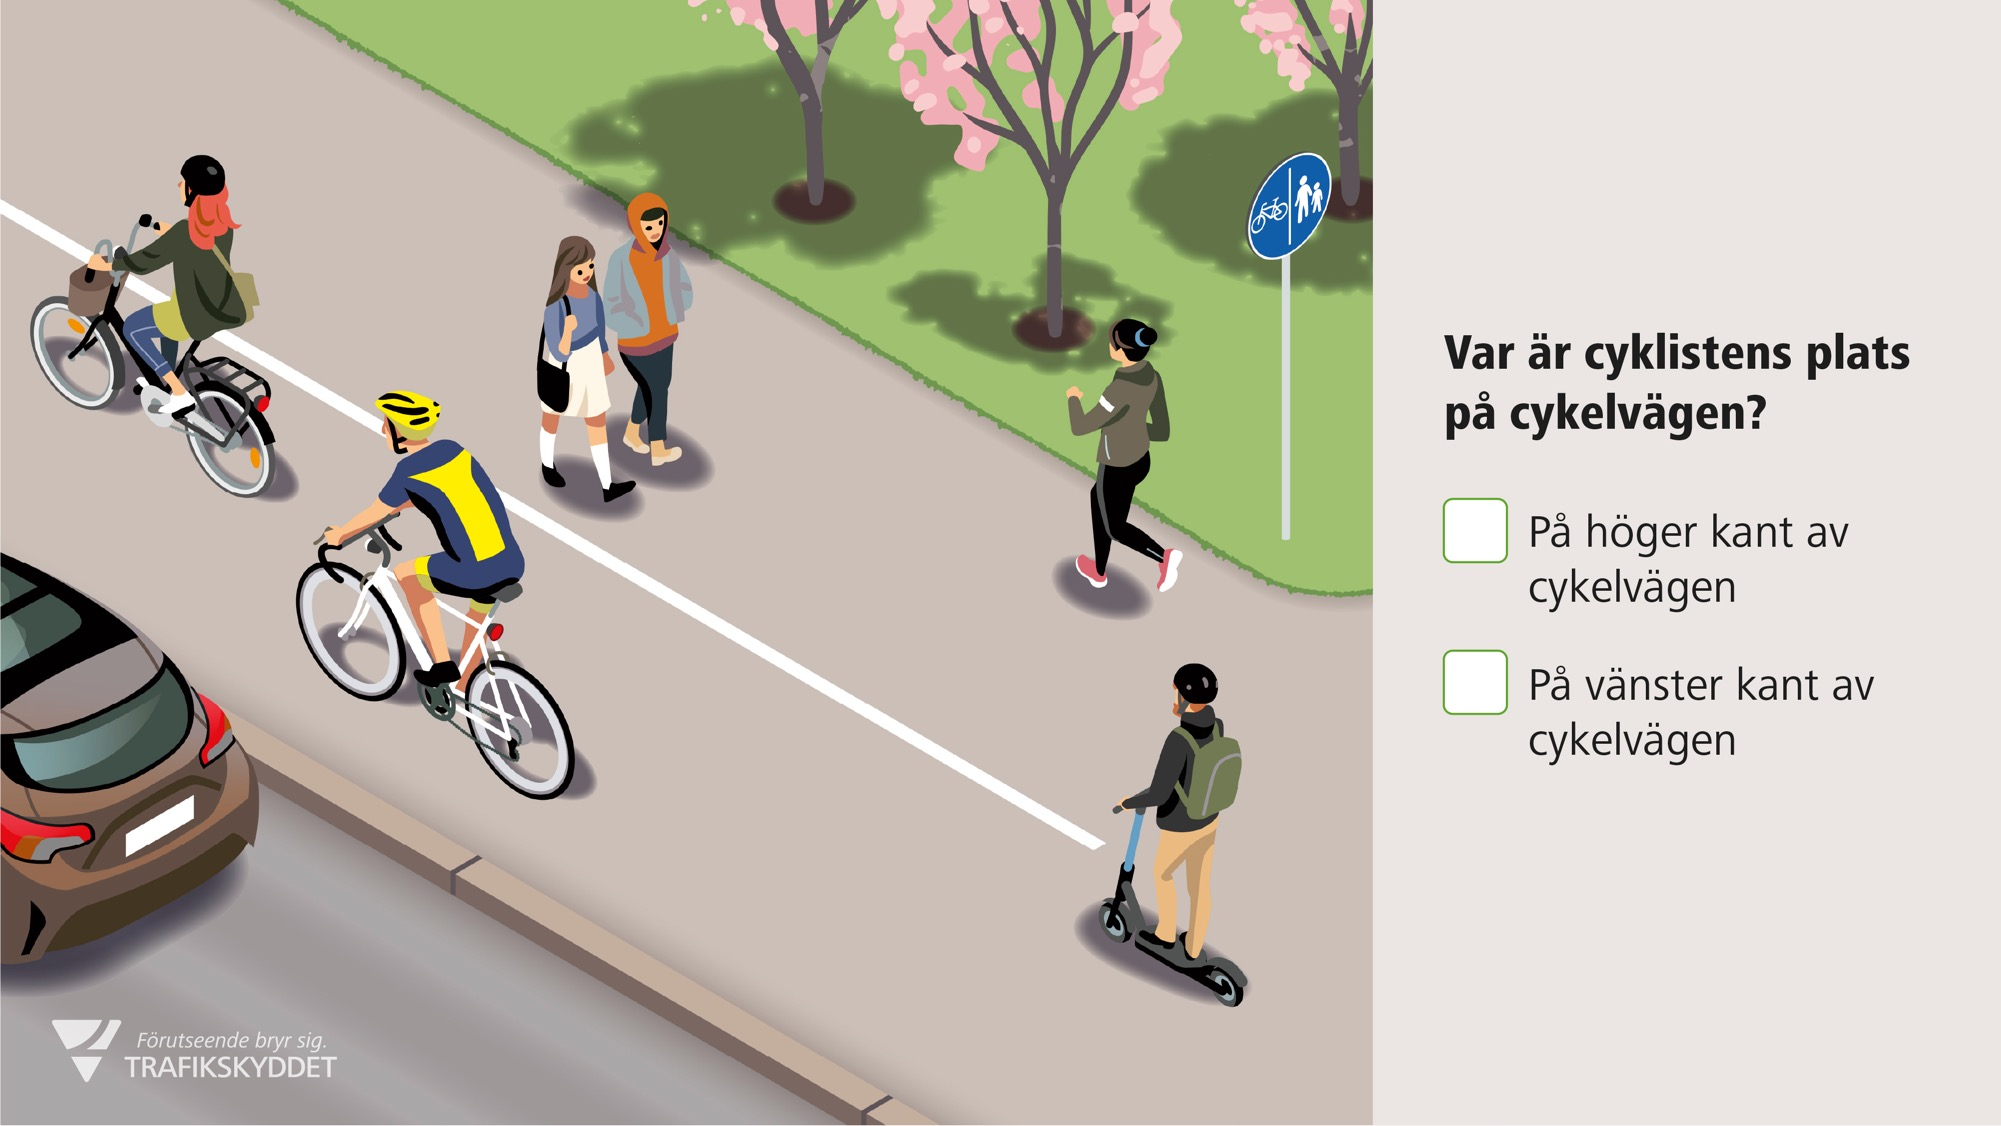 Var är cyklistens plats
på cykelvägen?
På höger kant av
cykelvägen
På vänster kant av
cykelvägen
Förutseende bryr sig.
TRAFIKSKYDDET